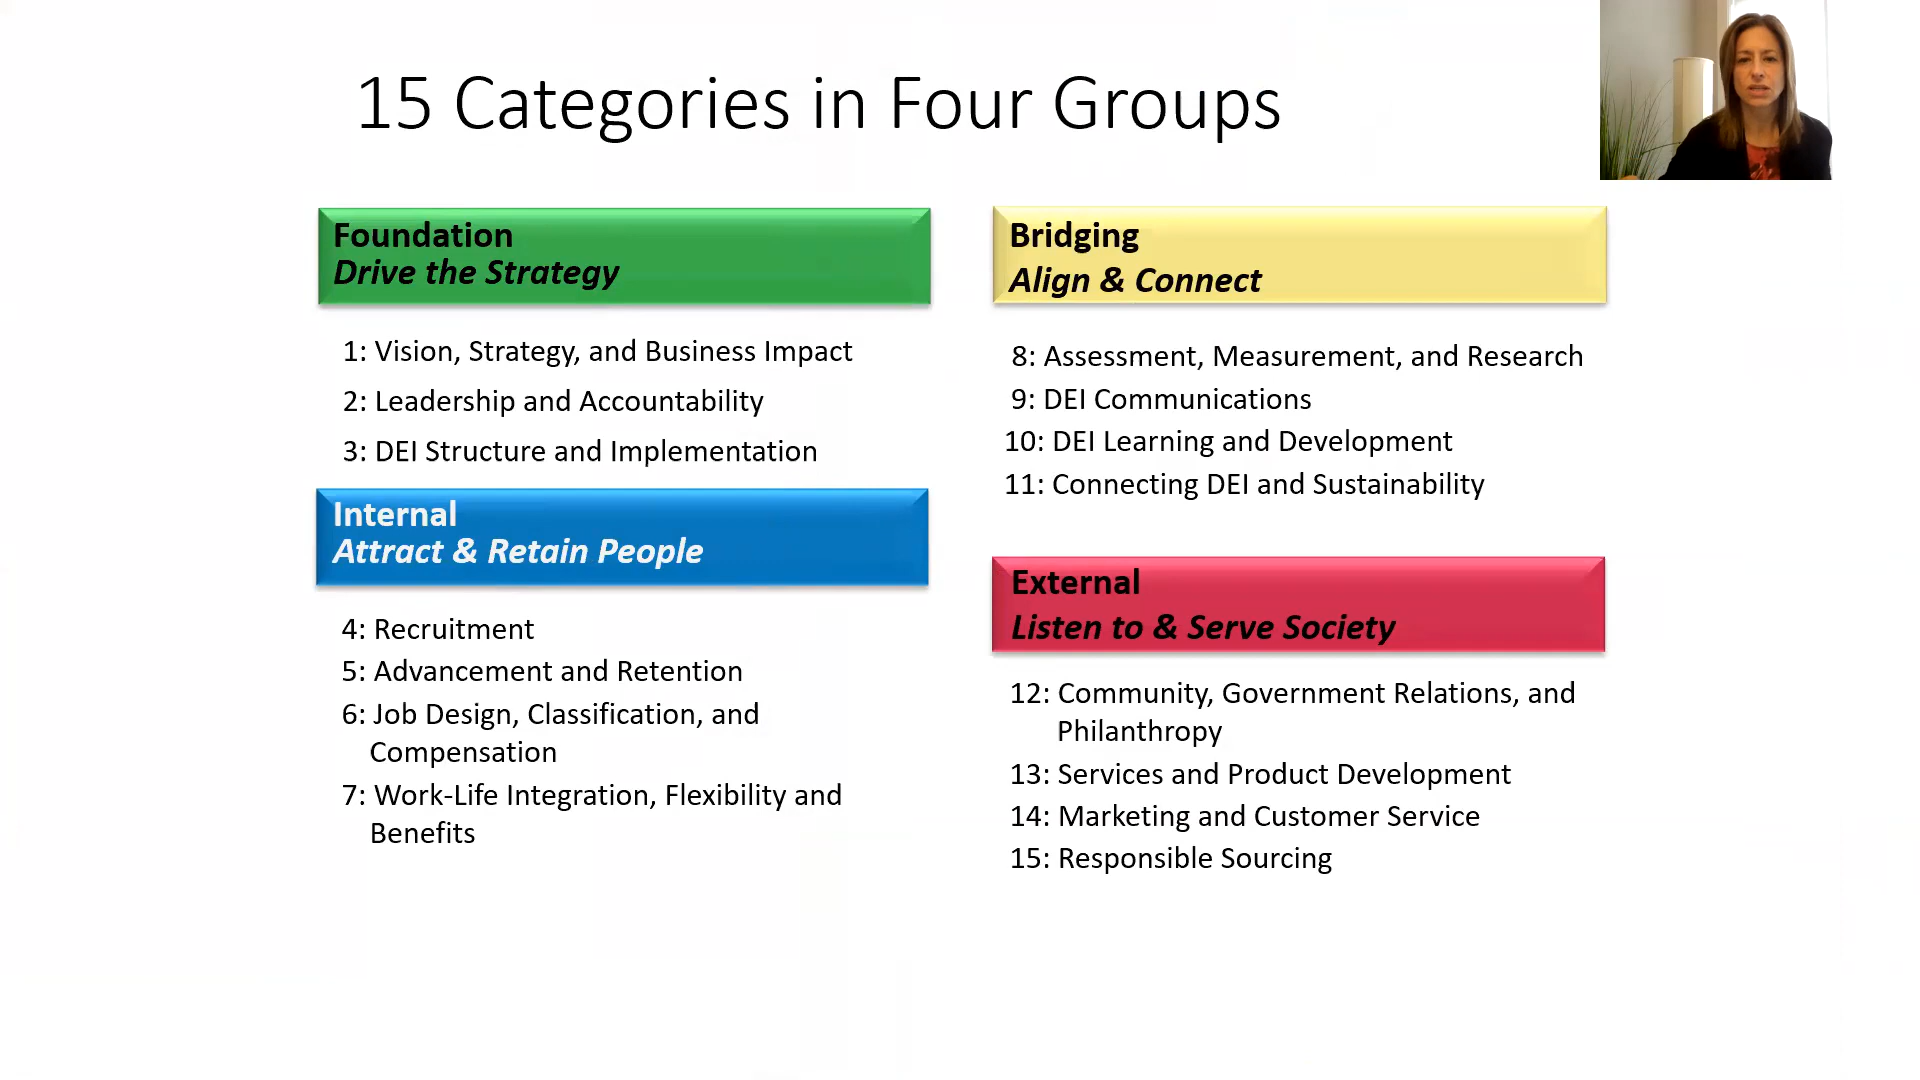 15 Categories in Four Groups
Foundation
Drive the Strategy
1: Vision, Strategy, and Business Impact
2: Leadership and Accountability
3: DEI Structure and Implementation
Internal
Attract & Retain People
4: Recruitment
5: Advancement and Retention
6: Job Design, Classification, and
Compensation
7: Work-Life Integration, Flexibility and
Benefits
Bridging
Align & Connect
8: Assessment, Measurement, and Research
9: DEI Communications
10: DEI Learning and Development
11: Connecting DEI and Sustainability
External
Listen to & Serve Society
12: Community, Government Relations, and
Philanthropy
13: Services and Product Development
14: Marketing and Customer Service
15: Responsible Sourcing